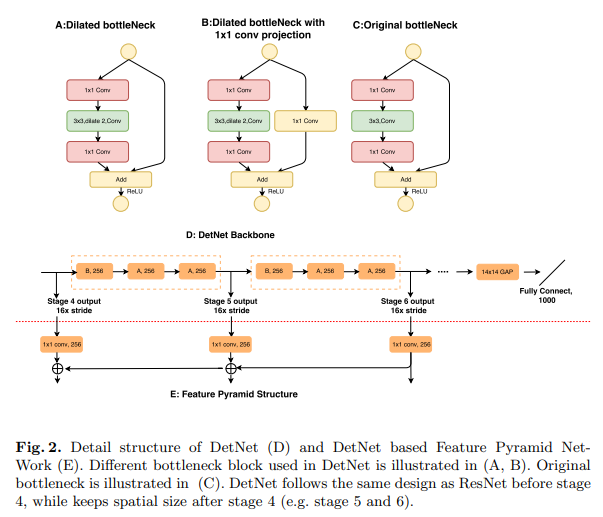 A:Dilated bottleNeck
B:Dilated bottleNeck with
1x1 conv projection
C:Original bottleNeck
1x1 Conv
3x3,dilate 2,Conv
1x1 Conv
Add
ReLU
1x1 Conv
3x3,dilate 2,Conv
1x1 Conv
1x1 Conv
Add
ReLU
1x1 Conv
3x3,Conv
1x1 Conv
Add
ReLU
D: DetNet Backbone
B, 256
A, 256
A, 256
B, 256
A, 256
A, 256
....
14x14 GAP
Fully Connect,
1000
Stage 4 output
16x stride
Stage 5 output
16x stride
Stage 6 output
16x stride
1x1 conv, 256
1x1 conv, 256
1x1 conv, 256
E: Feature Pyramid Structure
Fig. 2. Detail structure of DetNet (D) and DetNet based Feature Pyramid Net-
Work (E). Different bottleneck block used in DetNet is illustrated in (A, B). Original
bottleneck is illustrated in (C). DetNet follows the same design as ResNet before stage
4, while keeps spatial size after stage 4 (e.g. stage 5 and 6).